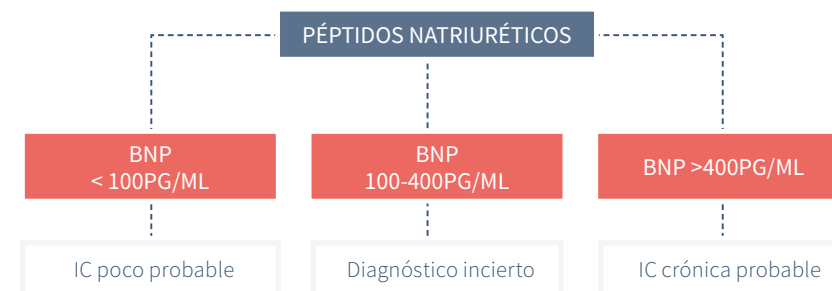 PÉPTIDOS NATRIURÉTICOS
BNP
< 100PG/ML
BNP
100-400PG/ML
BNP >400PG/ML
IC poco probable
Diagnóstico incierto
IC crónica probable